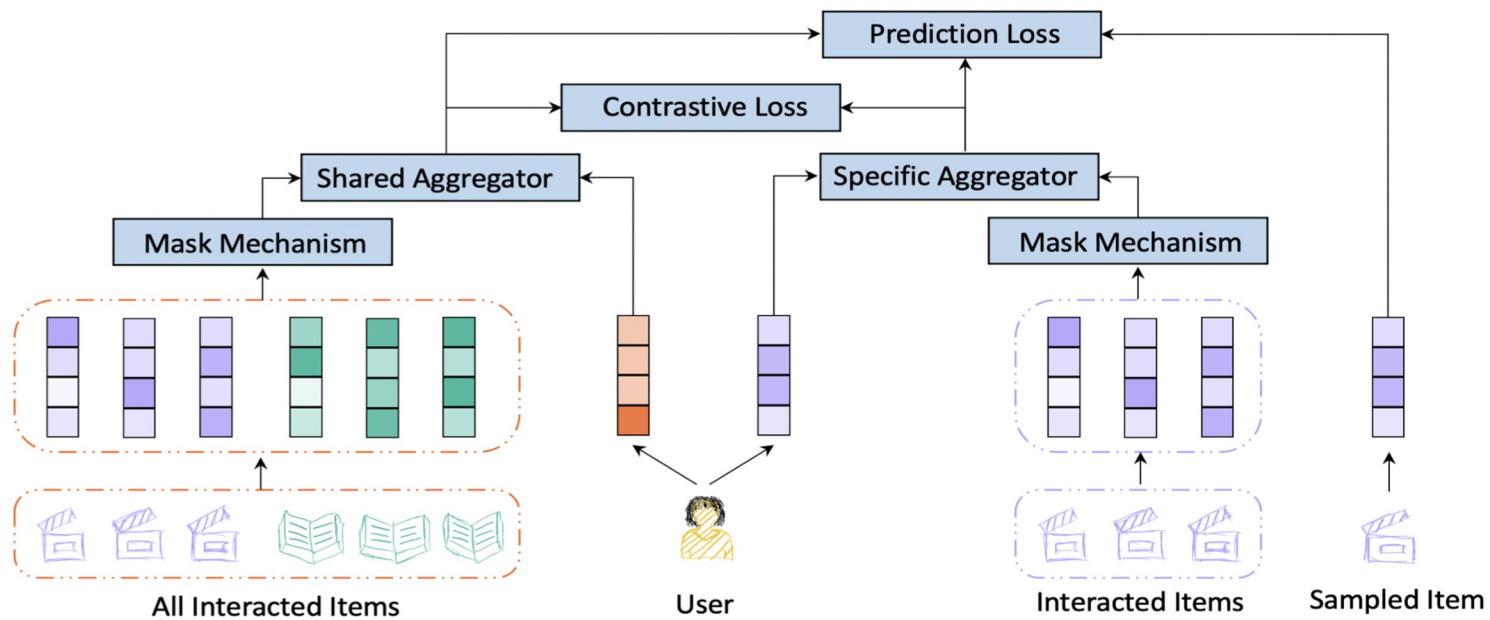 Prediction Loss
Contrastive Loss
Shared Aggregator
Specific Aggregator
Mask Mechanism
Mask Mechanism
All Interacted Items
User
Interacted Items
Sampled Item